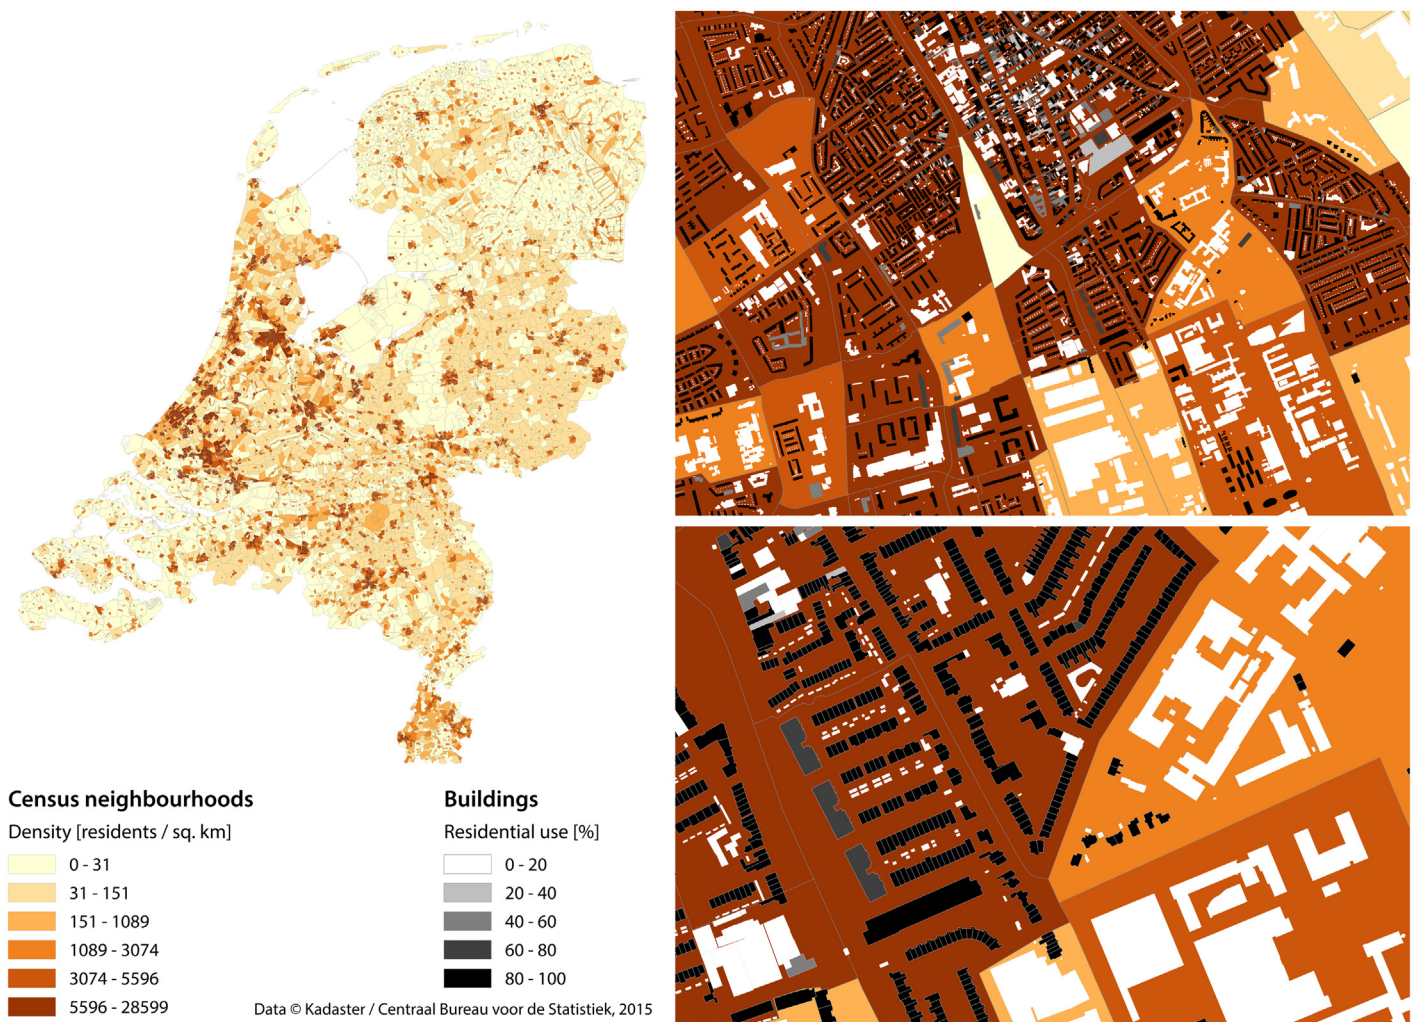 Census neighbourhoods
Density [residents / sq. km]
0 - 31
31 - 151
151 - 1089
1089 - 3074
3074 - 5596
5596 - 28599
Buildings
Residential use [%]
0 - 20
20 - 40
40 - 60
60 - 80
80 - 100
Data © Kadaster / Centraal Bureau voor de Statistiek, 2015